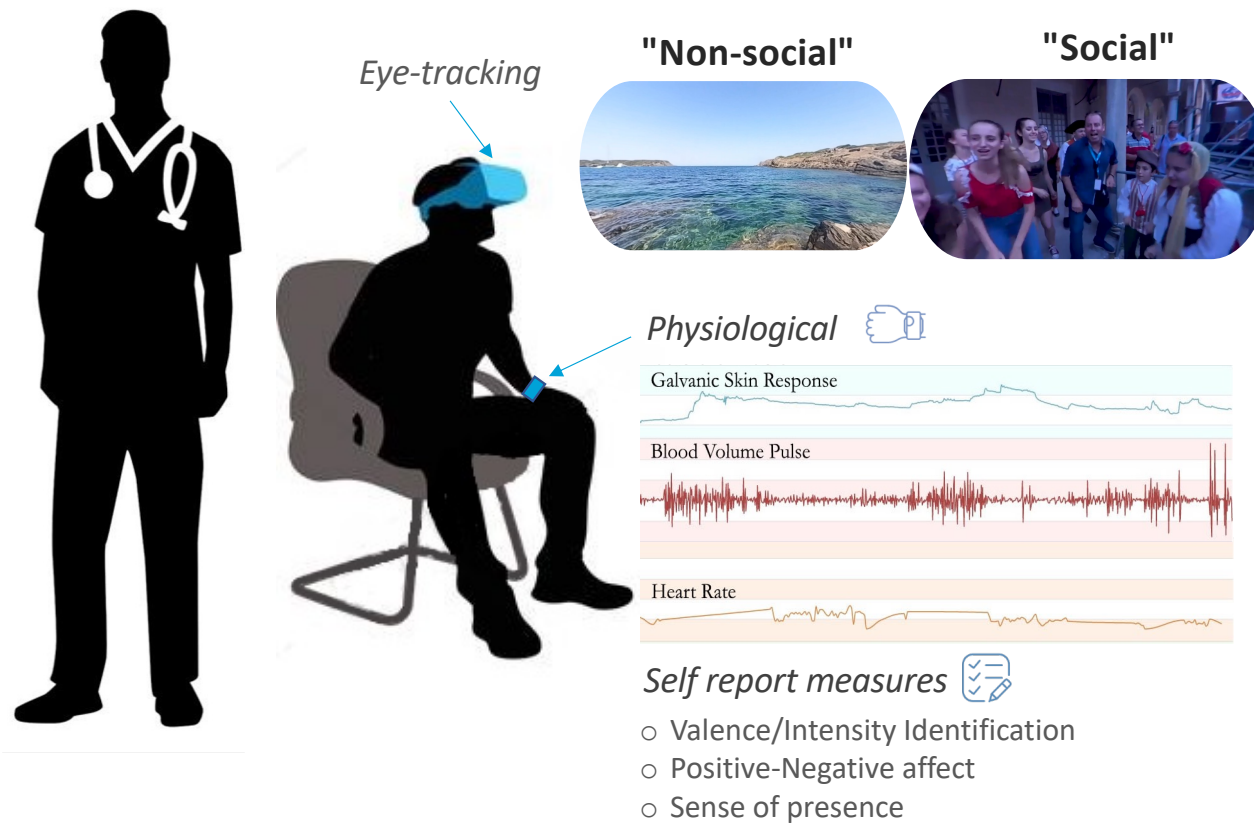 Eye-tracking
"Non-social"
"Social"
Physiological
Galvanic Skin Response
Blood Volume Pulse
Heart Rate
Self report measures
○ Valence/Intensity Identification
○ Positive-Negative affect
○ Sense of presence